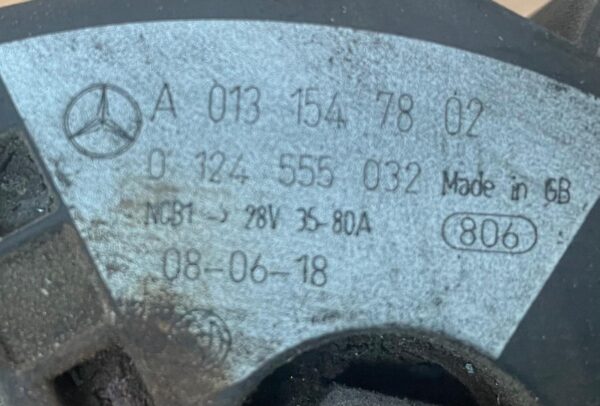 A 013 154 78 02
0 124 555 032 Made in GB
NCB1 → 28V 35-80A
806
08-06-18